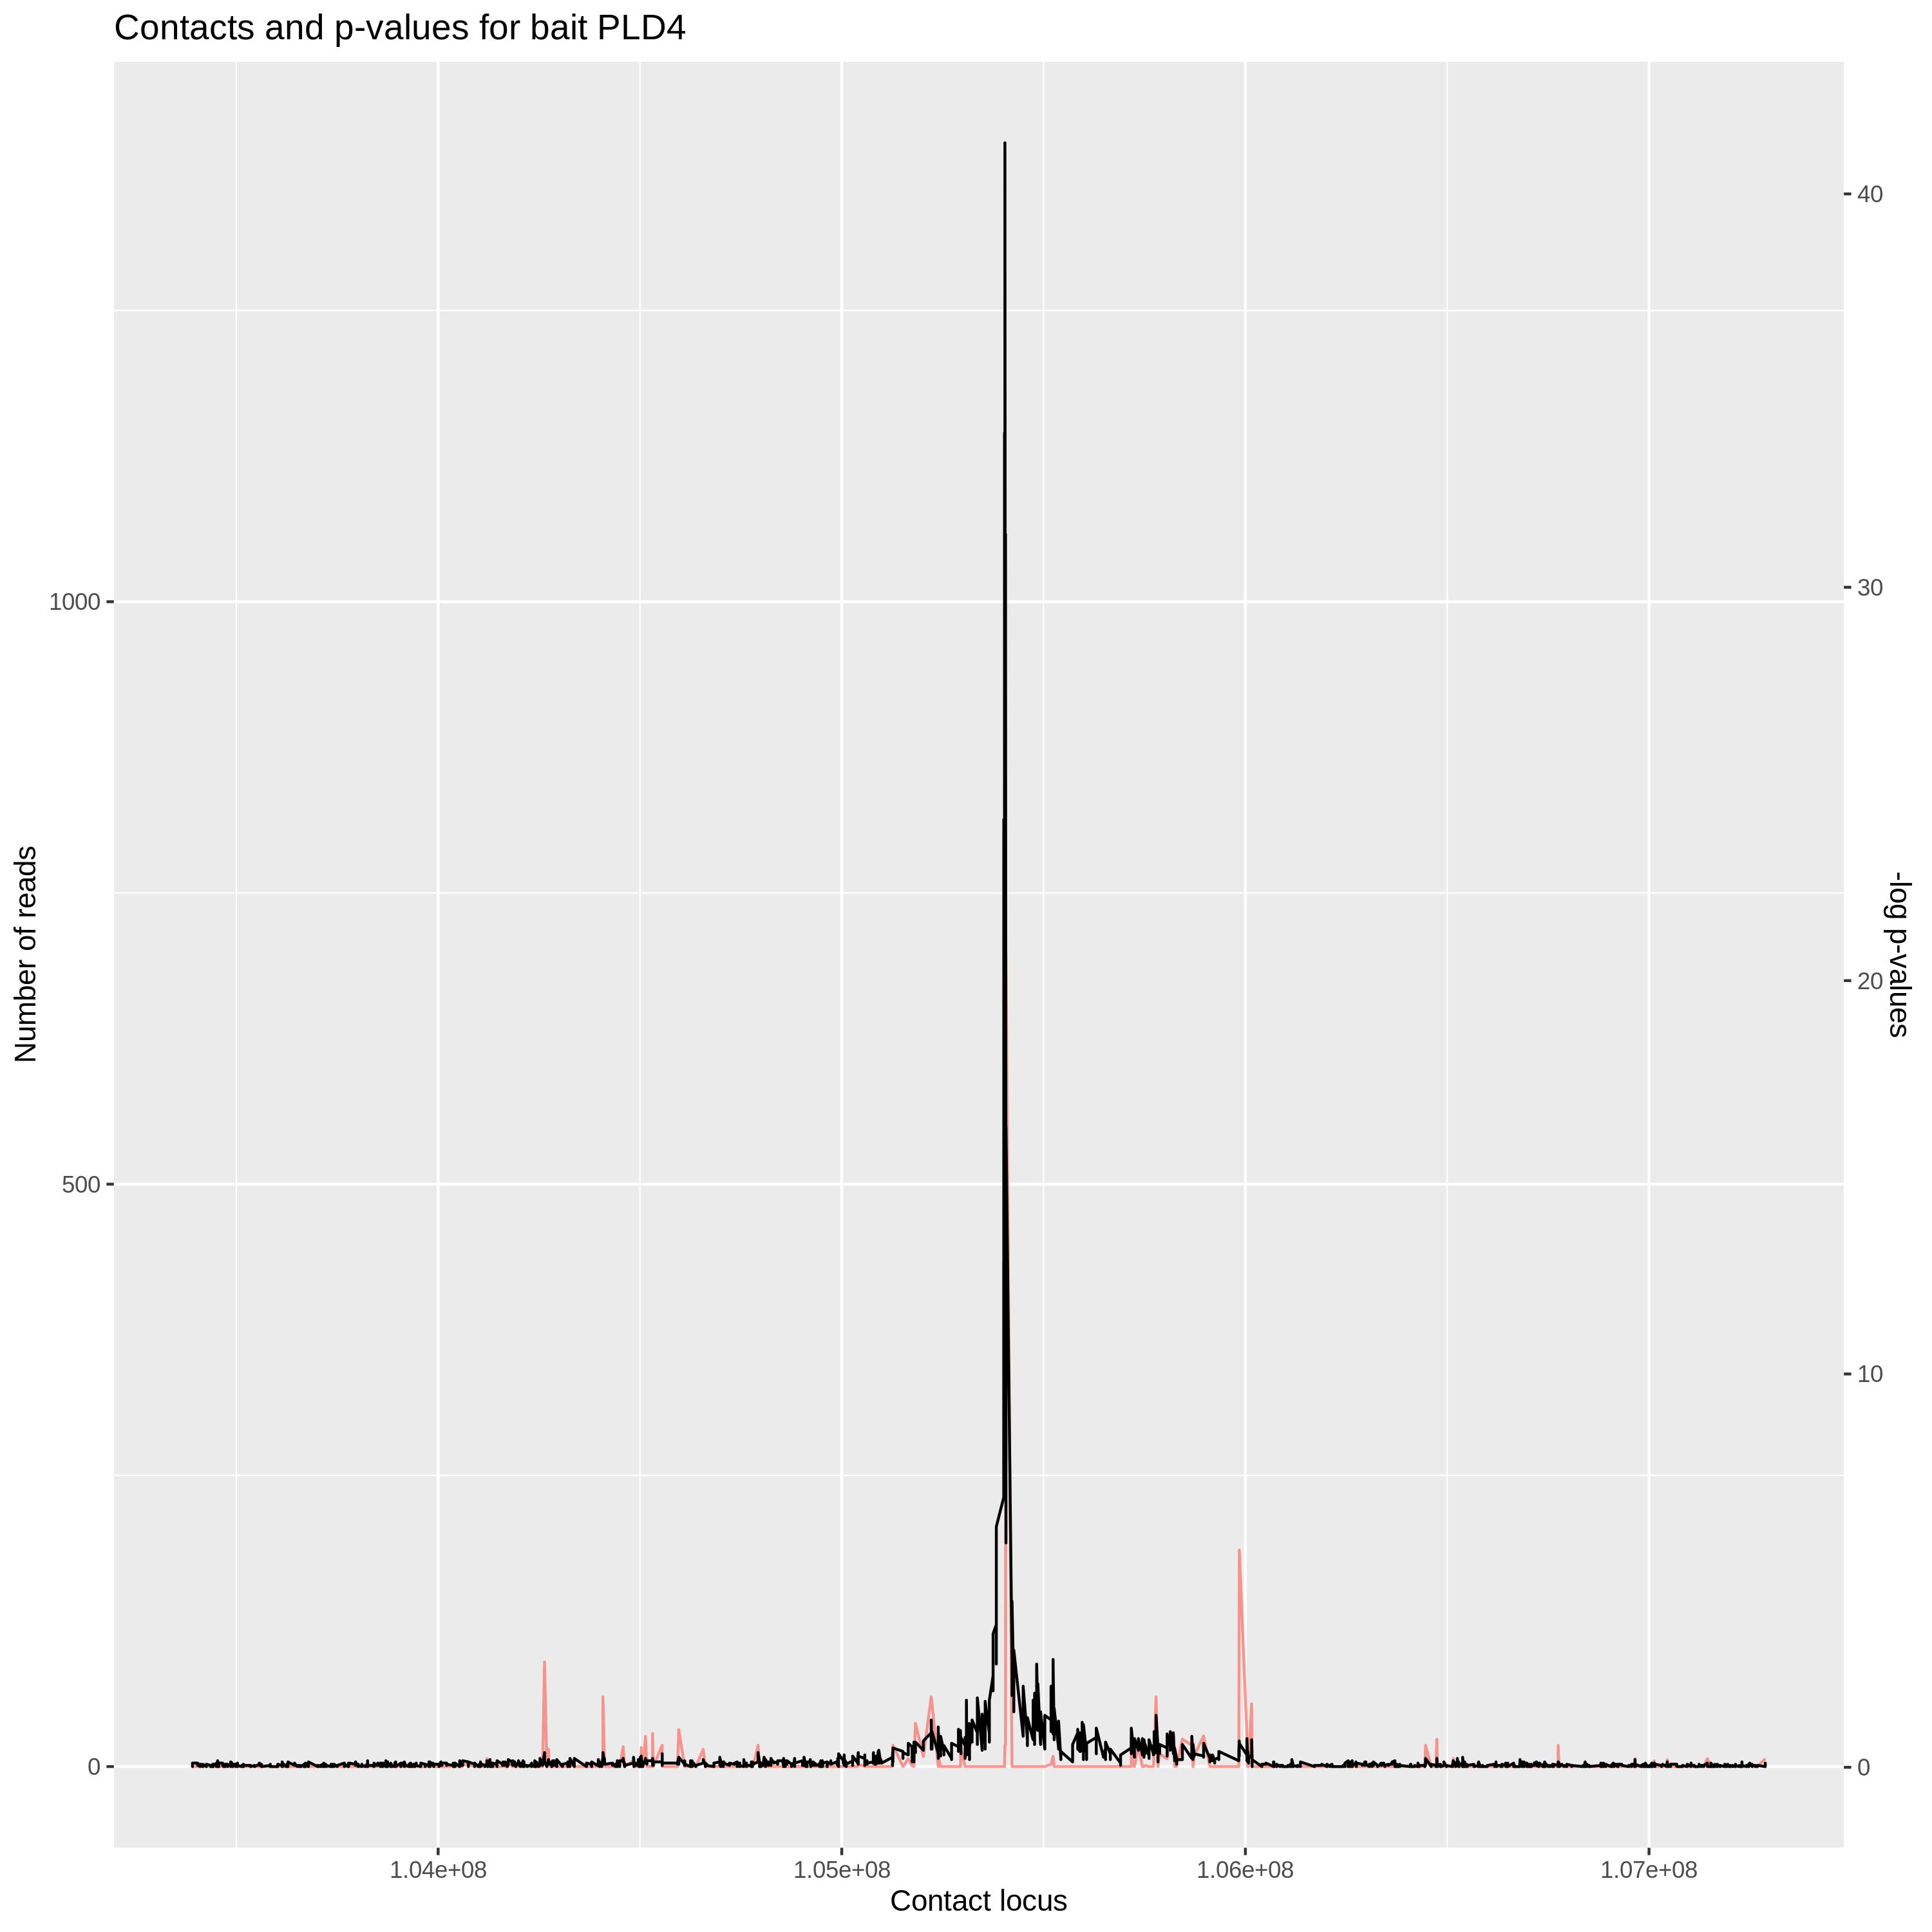 Contacts and p-values for bait PLD4
Number of reads
1000
500
0
40
30
20
10
0
-log p-values
1.04e+08
1.05e+08
1.06e+08
1.07e+08
Contact locus